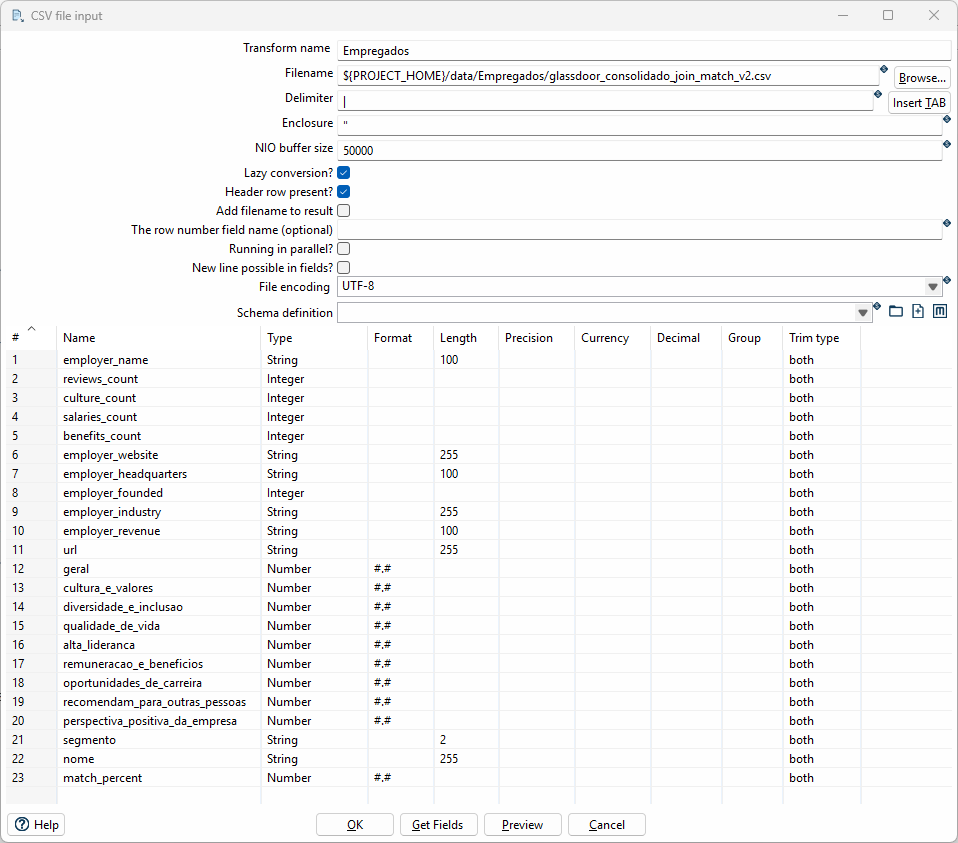 CSV file input
Transform name Empregados
Filename ${PROJECT_HOME}/data/Empregados/glassdoor_consolidado_join_match_v2.csv Browse...
Delimiter | Insert TAB
Enclosure "
NIO buffer size 50000
Lazy conversion?
Header row present?
Add filename to result
The row number field name (optional)
Running in parallel?
New line possible in fields?
File encoding UTF-8
Schema definition
# Name Type Format Length Precision Currency Decimal Group Trim type
1 employer_name String 100 both
2 reviews_count Integer both
3 culture_count Integer both
4 salaries_count Integer both
5 benefits_count Integer both
6 employer_website String 255 both
7 employer_headquarters String 100 both
8 employer_founded Integer both
9 employer_industry String 255 both
10 employer_revenue String 100 both
11 url String 255 both
12 geral Number #.# both
13 cultura_e_valores Number #.# both
14 diversidade_e_inclusao Number #.# both
15 qualidade_de_vida Number #.# both
16 alta_lideranca Number #.# both
17 remuneracao_e_beneficios Number #.# both
18 oportunidades_de_carreira Number #.# both
19 recomendam_para_outras_pessoas Number #.# both
20 perspectiva_positiva_da_empresa Number #.# both
21 segmento String 2 both
22 nome String 255 both
23 match_percent Number #.# both
Help OK Get Fields Preview Cancel